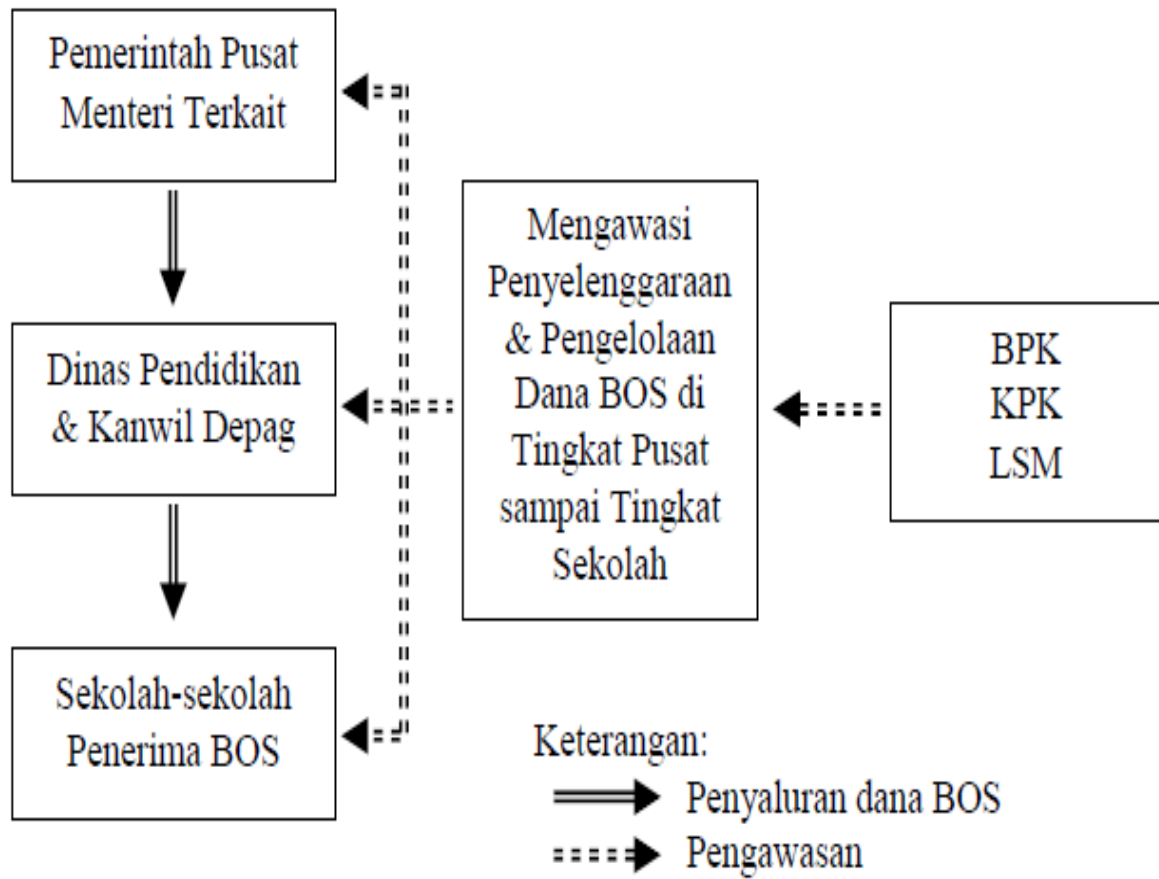 Pemerintah Pusat
Menteri Terkait
Dinas Pendidikan
& Kanwil Depag
Sekolah-sekolah
Penerima BOS
Mengawasi
Penyelenggaraan
& Pengelolaan
Dana BOS di
Tingkat Pusat
sampai Tingkat
Sekolah
BPK
KPK
LSM
Keterangan:
Penyaluran dana BOS
Pengawasan